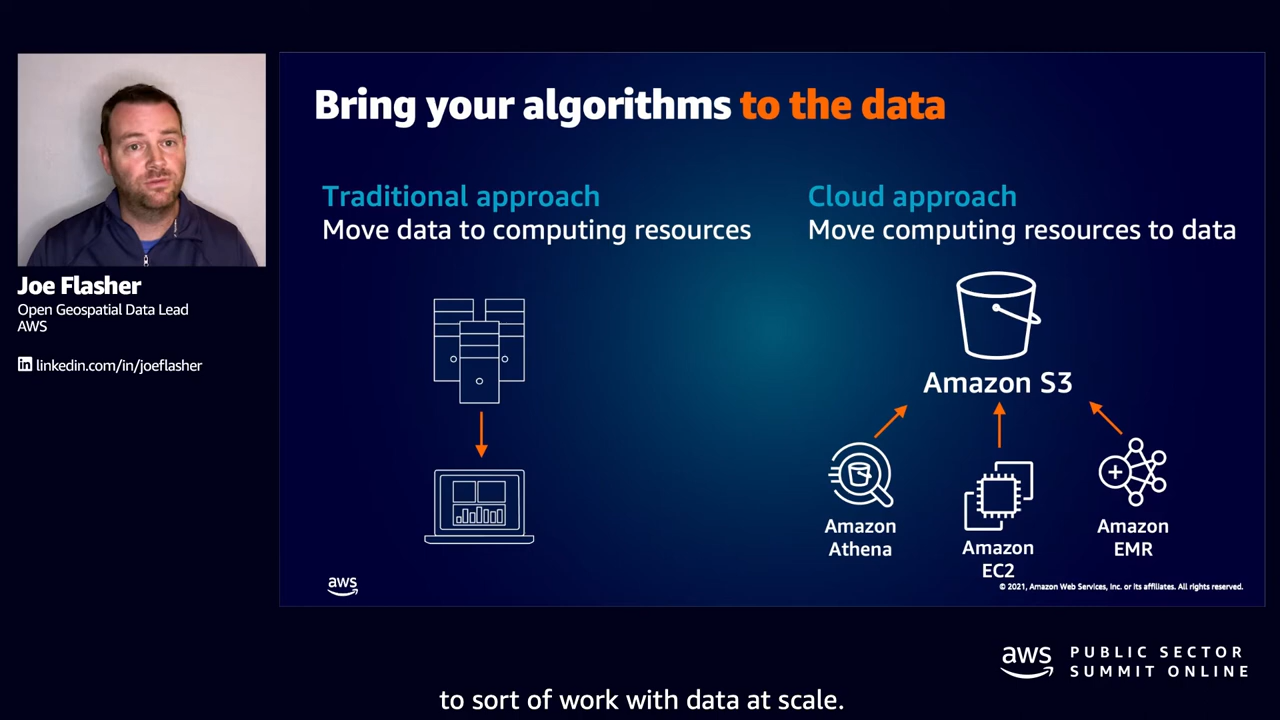 Joe Flasher
Open Geospatial Data Lead
AWS
in linkedin.com/in/joeflasher
Bring your algorithms to the data
Traditional approach
Move data to computing resources
Cloud approach
Move computing resources to data
Amazon S3
Amazon
Athena
Amazon
EC2
Amazon
EMR
aws
© 2021, Amazon Web Services, Inc. or its affiliates. All rights reserved.
aws
PUBLIC SECTOR
SUMMIT ONLINE
to sort of work with data at scale.